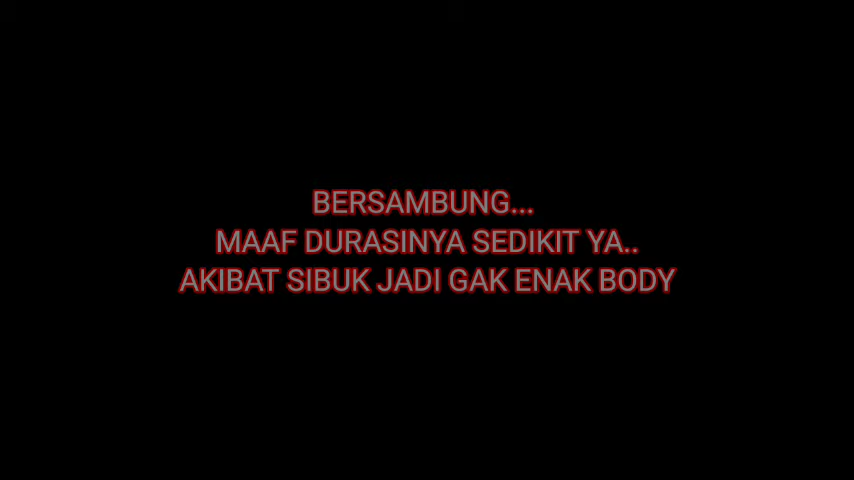 BERSAMBUNG...
MAAF DURASINYA SEDIKIT YA..
AKIBAT SIBUK JADI GAK ENAK BODY